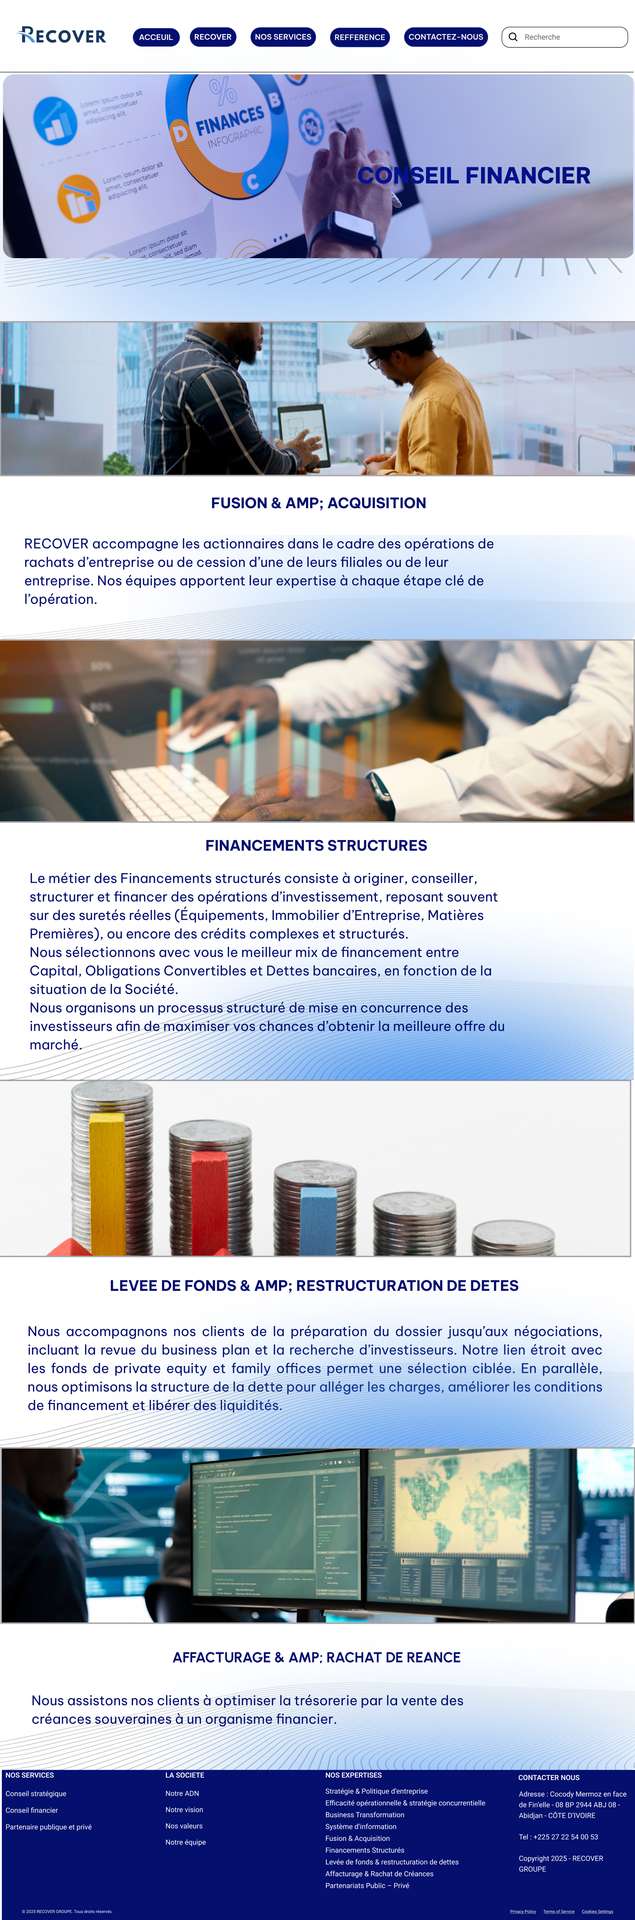 RECOVER
ACCEUIL
RECOVER
NOS SERVICES
REFFERENCE
CONTACTEZ-NOUS
Recherche
Lorem ipsum dolor sit
amet, consectetuer
adipiscing elit.
Lorem ipsum dolor sit
amet, consectetuer
adipiscing elit.
%
FINANCES
INFOGRAPHIC
B
D
C
Lorem ipsum dolor sit
CONSEIL FINANCIER
FUSION & AMP; ACQUISITION
RECOVER accompagne les actionnaires dans le cadre des opérations de
rachats d’entreprise ou de cession d’une de leurs filiales ou de leur
entreprise. Nos équipes apportent leur expertise à chaque étape clé de
l’opération.
FINANCEMENTS STRUCTURES
Le métier des Financements structurés consiste à originer, conseiller,
structurer et financer des opérations d’investissement, reposant souvent
sur des suretés réelles (Équipements, Immobilier d’Entreprise, Matières
Premières), ou encore des crédits complexes et structurés.
Nous sélectionnons avec vous le meilleur mix de financement entre
Capital, Obligations Convertibles et Dettes bancaires, en fonction de la
situation de la Société.
Nous organisons un processus structuré de mise en concurrence des
investisseurs afin de maximiser vos chances d’obtenir la meilleure offre du
marché.
LEVEE DE FONDS & AMP; RESTRUCTURATION DE DETES
Nous accompagnons nos clients de la préparation du dossier jusqu’aux négociations,
incluant la revue du business plan et la recherche d’investisseurs. Notre lien étroit avec
les fonds de private equity et family offices permet une sélection ciblée. En parallèle,
nous optimisons la structure de la dette pour alléger les charges, améliorer les conditions
de financement et libérer des liquidités.
AFFACTURAGE & AMP; RACHAT DE REANCE
Nous assistons nos clients à optimiser la trésorerie par la vente des
créances souveraines à un organisme financier.
NOS SERVICES
Conseil stratégique
Conseil financier
Partenaire publique et privé
LA SOCIETE
Notre ADN
Notre vision
Nos valeurs
Notre équipe
NOS EXPERTISES
Stratégie & Politique d’entreprise
Efficacité opérationnelle & stratégie concurrentielle
Business Transformation
Système d’information
Fusion & Acquisition
Financements Structurés
Levée de fonds & restructuration de dettes
Affacturage & Rachat de Créances
Partenariats Public – Privé
CONTACTER NOUS
Adresse : Cocody Mermoz en face
de Fin'elle - 08 BP 2944 ABJ 08 -
Abidjan - CÔTE D'IVOIRE
Tel : +225 27 22 54 00 53
Copyright 2025 - RECOVER
GROUPE
© 2023 RECOVER GROUPE. Tous droits réservés.
Privacy Policy
Terms of Service
Cookies Settings